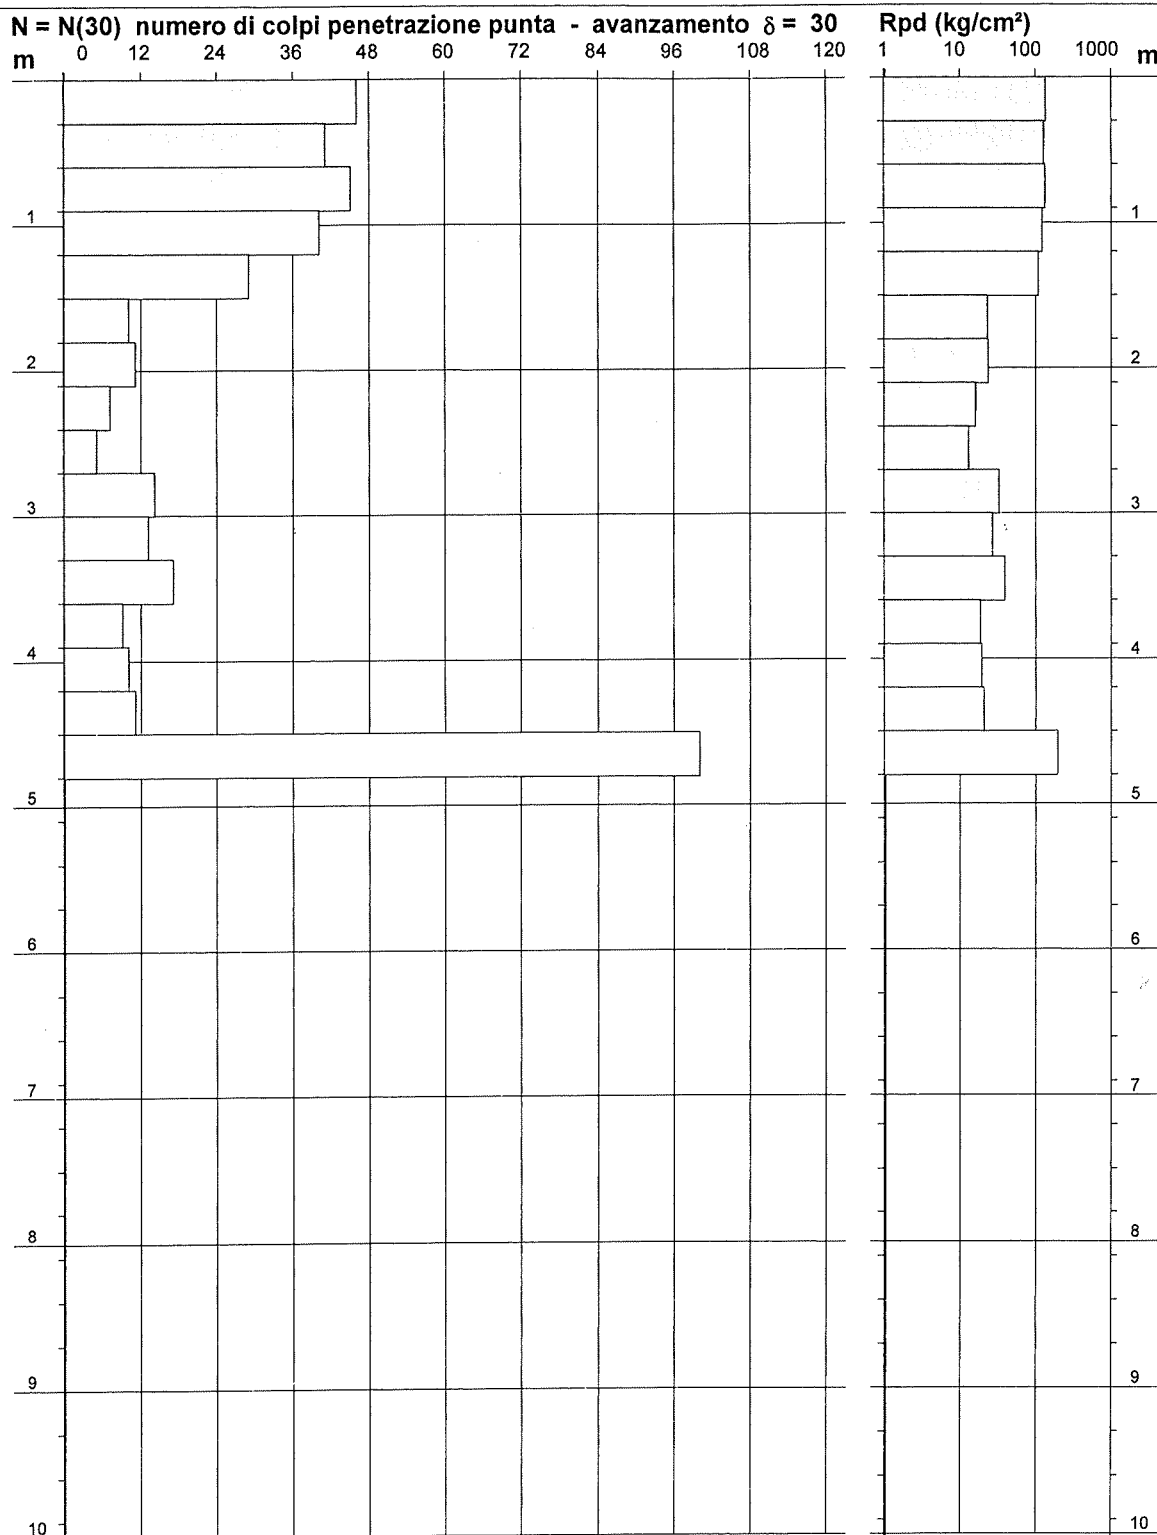 N = N(30) numero di colpi penetrazione punta - avanzamento δ = 30
Rpd (kg/cm²)
m 0 12 24 36 48 60 72 84 96 108 120
1 10 100 1000 m
1 1
2 2
3 3
4 4
5 5
6 6
7 7
8 8
9 9
10 10